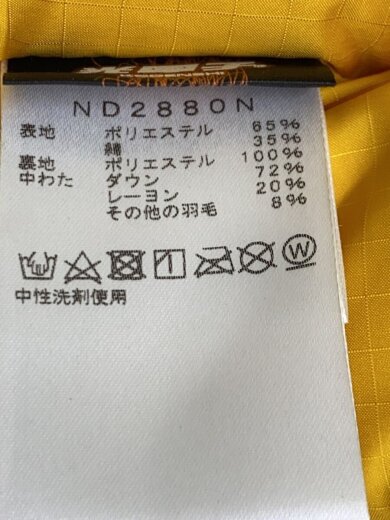 ND2880N
表地 ポリエステル 65%
綿 35%
裏地 ポリエステル 100%
中わた ダウン 72%
レーヨン 20%
その他の羽毛 8%
W
中性洗剤使用